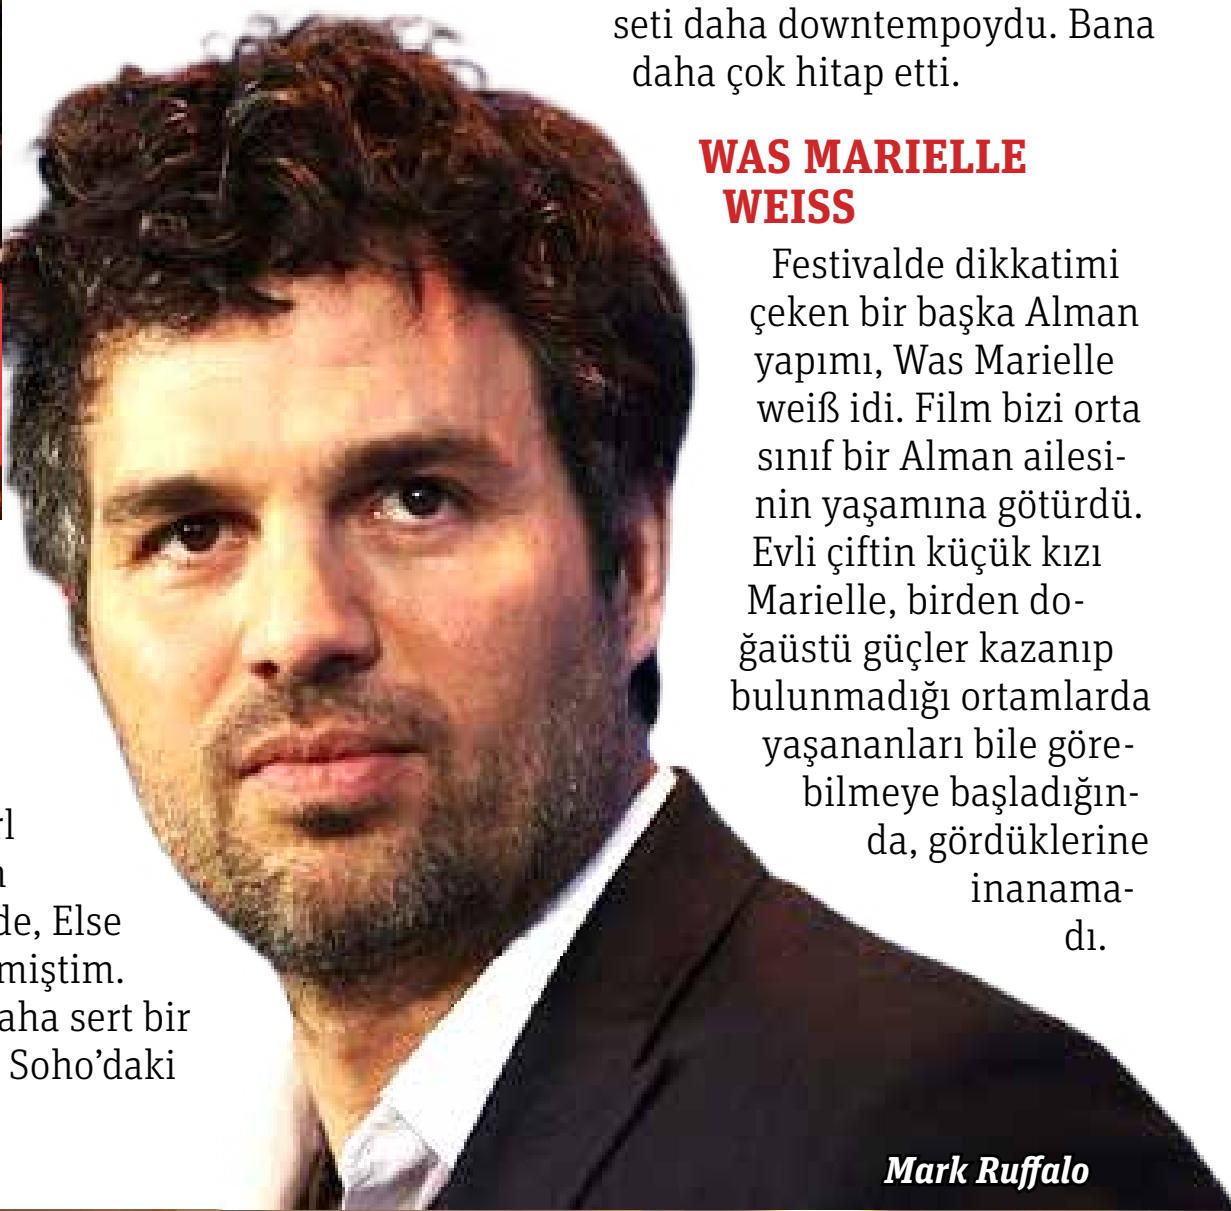 seti daha downtempoydu. Bana
daha çok hitap etti.
WAS MARIELLE
WEISS
Festivalde dikkatimi
çeken bir başka Alman
yapımı, Was Marielle
weiß idi. Film bizi orta
sınıf bir Alman ailesi-
nin yaşamına götürdü.
Evli çiftin küçük kızı
Marielle, birden do-
ğaüstü güçler kazanıp
bulunmadığı ortamlarda
yaşananları bile göre-
bilmeye başladığın-
da, gördüklerine
inanama-
dı.
de, Else
miştim.
aha sert bir
Soho’daki
Mark Ruffalo